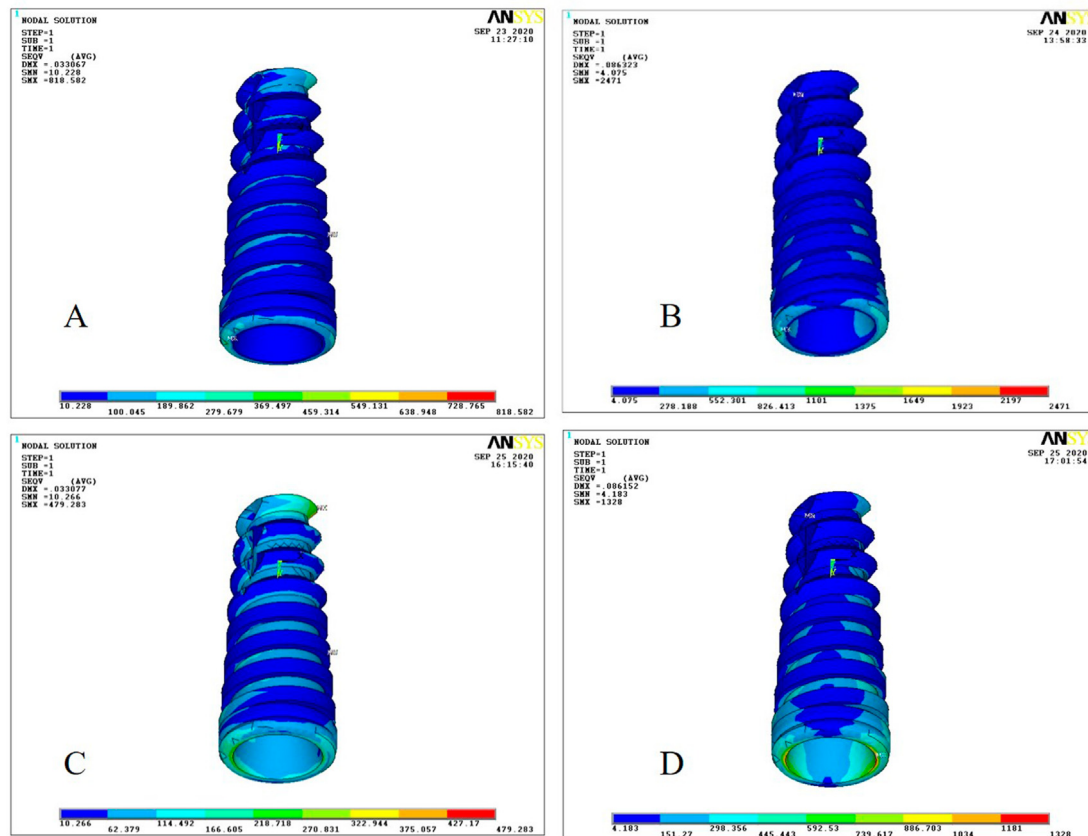 1
NODAL SOLUTION
STEP=1
SUB =1
TIME=1
SEQV (AVG)
DMX =.033067
SMN =10.228
SMX =818.582
ANSYS
SEP 23 2020
11:27:10
A
10.228 189.862 369.497 549.131 728.765
100.045 279.679 459.314 638.948 818.582
1
NODAL SOLUTION
STEP=1
SUB =1
TIME=1
SEQV (AVG)
DMX =.086323
SMN =4.075
SMX=2471
ANSYS
SEP 24 2020
13:58:33
B
4.075 552.301 1101 1649 2197
278.188 826.413 1375 1923 2471
1
NODAL SOLUTION
STEP=1
SUB =1
TIME=1
SEQV (AVG)
DMX =.033077
SMN =10.266
SMX =479.283
ANSYS
SEP 25 2020
16:15:40
C
10.266 114.492 218.718 322.944 427.17
62.379 166.605 270.831 375.057 479.283
1
NODAL SOLUTION
STEP=1
SUB =1
TIME=1
SEQV (AVG)
DMX =.086152
SMN =4.183
SMX =1328
ANSYS
SEP 25 2020
17:01:54
D
4.183 298.356 592.53 886.703 1181
151.27 445.443 739.617 1034 1328